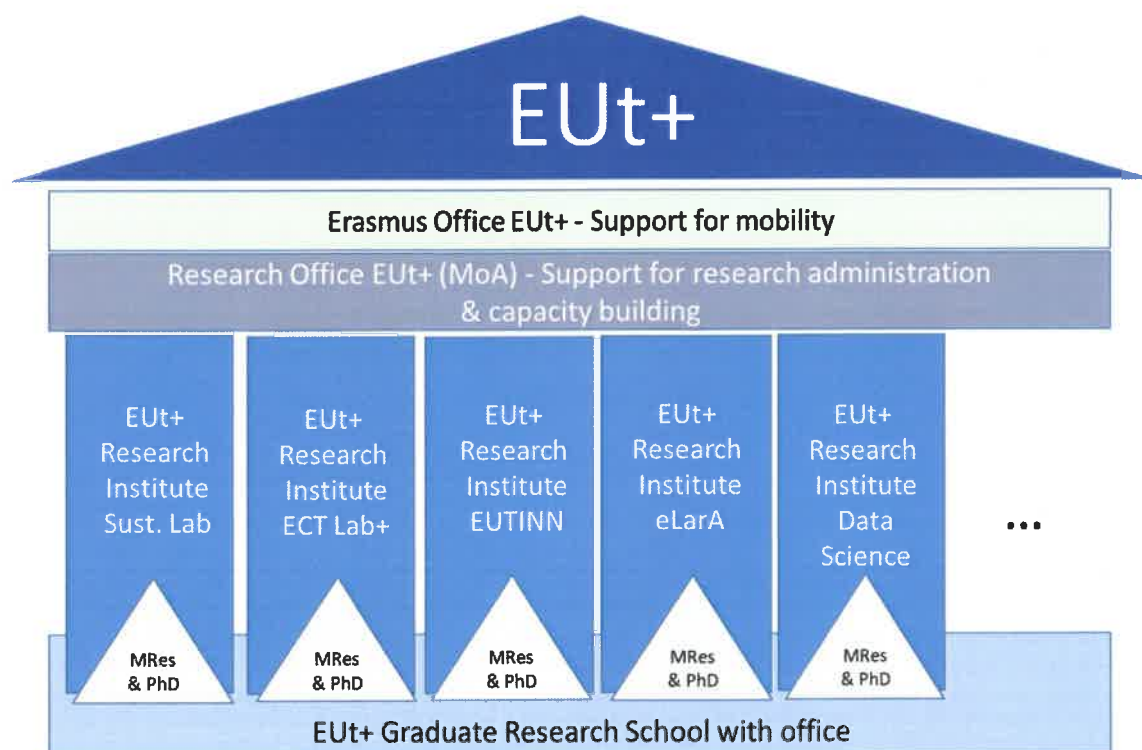 EUt+
Erasmus Office EUt+ - Support for mobility
Research Office EUt+ (MoA) - Support for research administration
& capacity building
EUt+
Research
Institute
Sust. Lab
EUt+
Research
Institute
ECT Lab+
EUt+
Research
Institute
EUTINN
EUt+
Research
Institute
eLarA
EUt+
Research
Institute
Data
Science
...
MRes
& PhD
MRes
& PhD
MRes
& PhD
MRes
& PhD
MRes
& PhD
EUt+ Graduate Research School with office